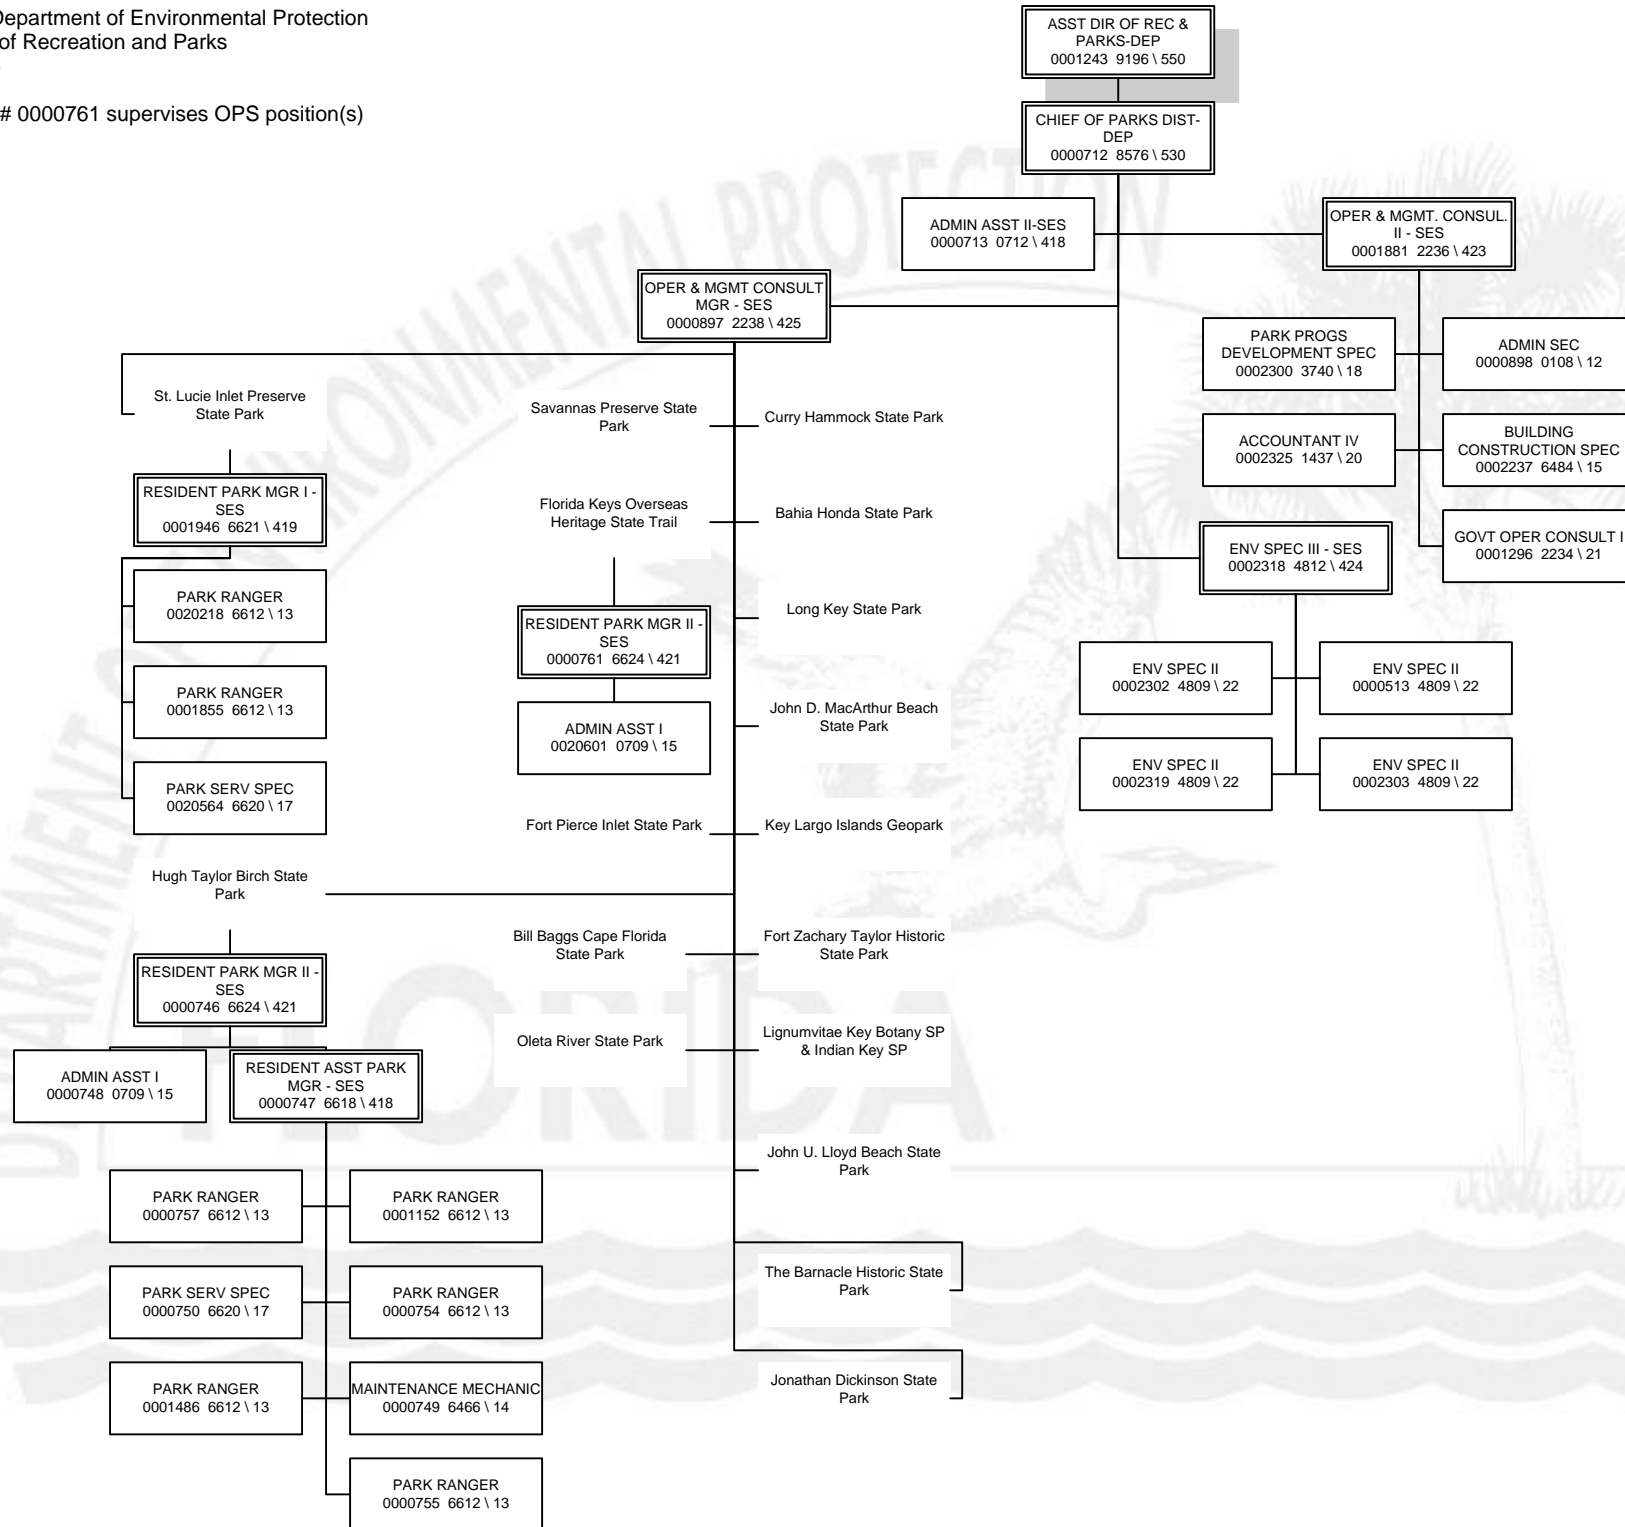 Department of Environmental Protection
of Recreation and Parks
# 0000761 supervises OPS position(s)
ASST DIR OF REC &
PARKS-DEP
0001243 9196 \ 550
CHIEF OF PARKS DIST-
DEP
0000712 8576 \ 530
ADMIN ASST II-SES
0000713 0712 \ 418
OPER & MGMT. CONSUL.
II - SES
0001881 2236 \ 423
OPER & MGMT CONSULT
MGR - SES
0000897 2238 \ 425
PARK PROGS
DEVELOPMENT SPEC
0002300 3740 \ 18
ADMIN SEC
0000898 0108 \ 12
ACCOUNTANT IV
0002325 1437 \ 20
BUILDING
CONSTRUCTION SPEC
0002237 6484 \ 15
GOVT OPER CONSULT I
0001296 2234 \ 21
ENV SPEC III - SES
0002318 4812 \ 424
ENV SPEC II
0002302 4809 \ 22
ENV SPEC II
0000513 4809 \ 22
ENV SPEC II
0002319 4809 \ 22
ENV SPEC II
0002303 4809 \ 22
St. Lucie Inlet Preserve
State Park
RESIDENT PARK MGR I -
SES
0001946 6621 \ 419
PARK RANGER
0020218 6612 \ 13
PARK RANGER
0001855 6612 \ 13
PARK SERV SPEC
0020564 6620 \ 17
Savannas Preserve State
Park
Curry Hammock State Park
Florida Keys Overseas
Heritage State Trail
Bahia Honda State Park
RESIDENT PARK MGR II -
SES
0000761 6624 \ 421
ADMIN ASST I
0020601 0709 \ 15
Long Key State Park
John D. MacArthur Beach
State Park
Fort Pierce Inlet State Park
Key Largo Islands Geopark
Hugh Taylor Birch State
Park
RESIDENT PARK MGR II -
SES
0000746 6624 \ 421
ADMIN ASST I
0000748 0709 \ 15
RESIDENT ASST PARK
MGR - SES
0000747 6618 \ 418
PARK RANGER
0000757 6612 \ 13
PARK RANGER
0001152 6612 \ 13
PARK SERV SPEC
0000750 6620 \ 17
PARK RANGER
0000754 6612 \ 13
PARK RANGER
0001486 6612 \ 13
MAINTENANCE MECHANIC
0000749 6466 \ 14
PARK RANGER
0000755 6612 \ 13
Bill Baggs Cape Florida
State Park
Fort Zachary Taylor Historic
State Park
Oleta River State Park
Lignumvitae Key Botany SP
& Indian Key SP
John U. Lloyd Beach State
Park
The Barnacle Historic State
Park
Jonathan Dickinson State
Park
DEPARTMENT OF ENVIRONMENTAL PROTECTION
FLORIDA